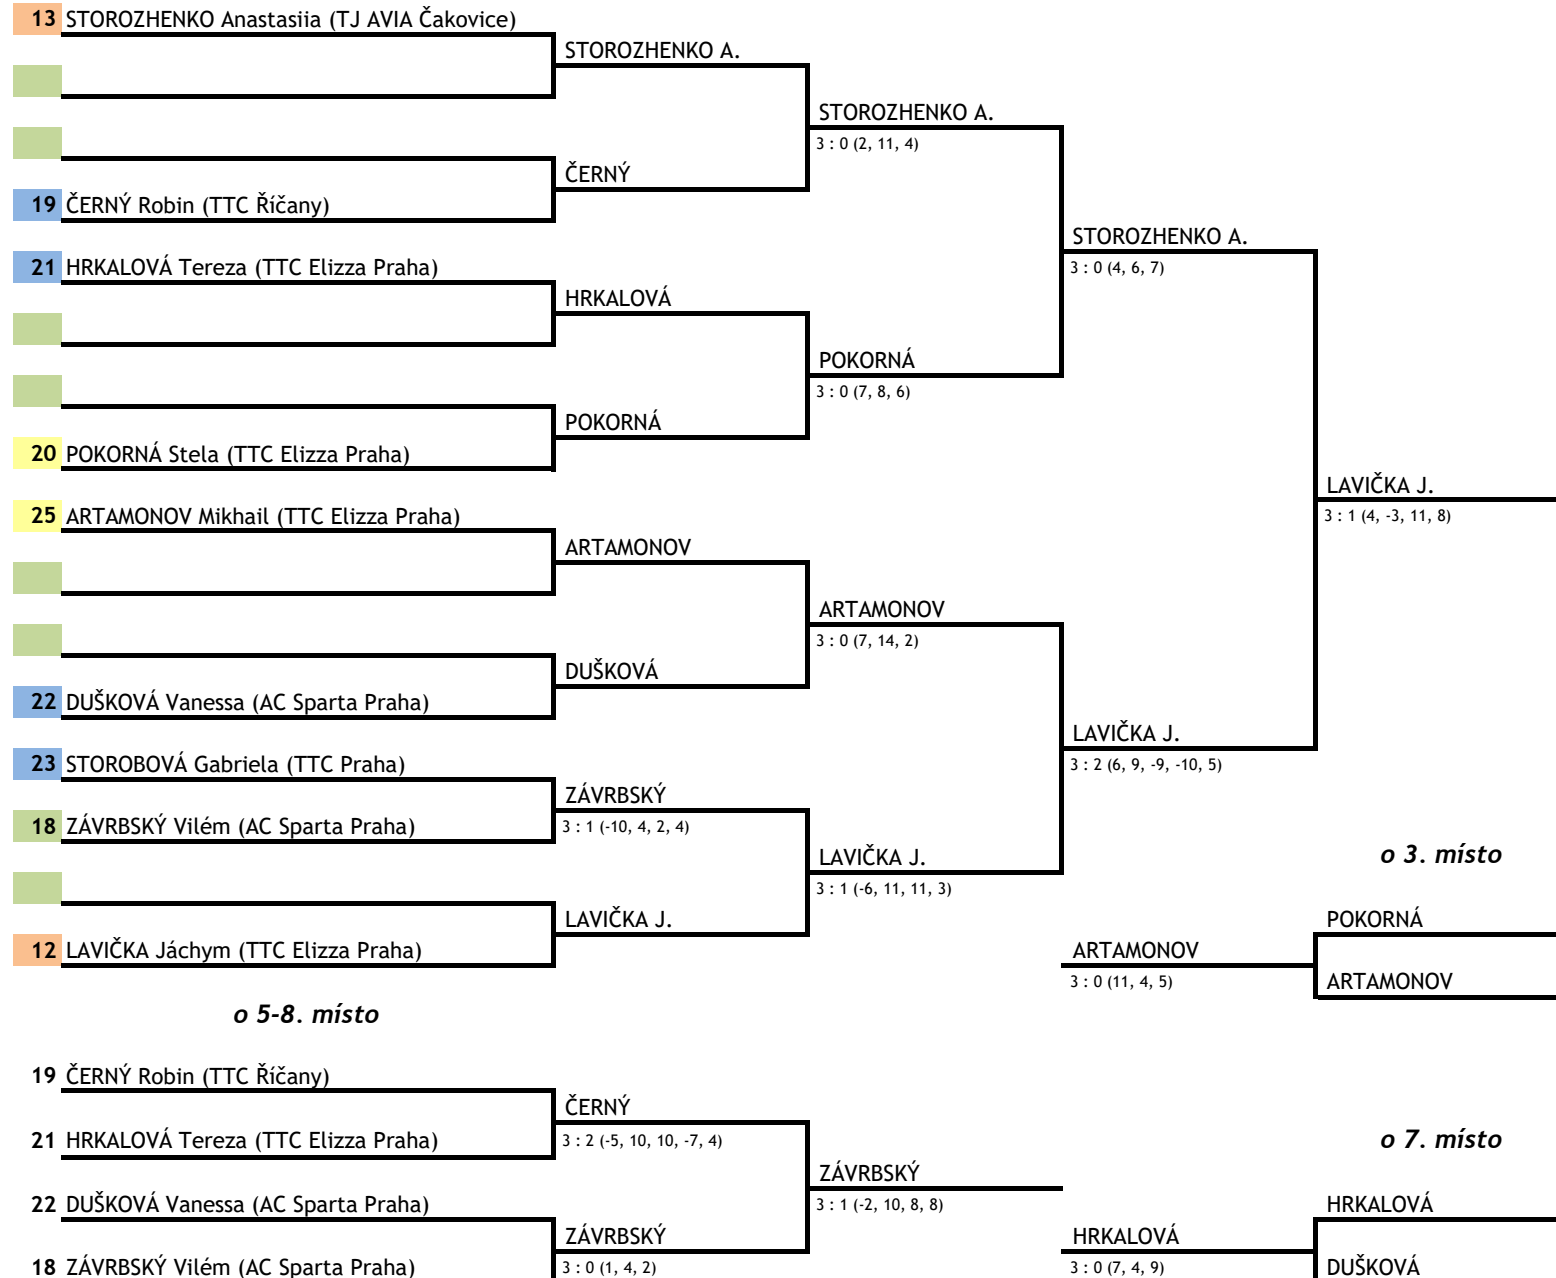 13 STOROZHENKO Anastasiia (TJ AVIA Čakovice)
STOROZHENKO A.
STOROZHENKO A.
3 : 0 (2, 11, 4)
ČERNÝ
19 ČERNÝ Robin (TTC Říčany)
STOROZHENKO A.
3 : 0 (4, 6, 7)
21 HRKALOVÁ Tereza (TTC Elizza Praha)
HRKALOVÁ
POKORNÁ
3 : 0 (7, 8, 6)
POKORNÁ
20 POKORNÁ Stela (TTC Elizza Praha)
LAVIČKA J.
3 : 1 (4, -3, 11, 8)
25 ARTAMONOV Mikhail (TTC Elizza Praha)
ARTAMONOV
ARTAMONOV
3 : 0 (7, 14, 2)
DUŠKOVÁ
22 DUŠKOVÁ Vanessa (AC Sparta Praha)
LAVIČKA J.
3 : 2 (6, 9, -9, -10, 5)
23 STOROBOVÁ Gabriela (TTC Praha)
ZÁVRBSKÝ
3 : 1 (-10, 4, 2, 4)
18 ZÁVRBSKÝ Vilém (AC Sparta Praha)
LAVIČKA J.
3 : 1 (-6, 11, 11, 3)
LAVIČKA J.
12 LAVIČKA Jáchym (TTC Elizza Praha)
o 3. místo
POKORNÁ
ARTAMONOV
3 : 0 (11, 4, 5)
ARTAMONOV
o 5-8. místo
19 ČERNÝ Robin (TTC Říčany)
ČERNÝ
3 : 2 (-5, 10, 10, -7, 4)
21 HRKALOVÁ Tereza (TTC Elizza Praha)
ZÁVRBSKÝ
3 : 1 (-2, 10, 8, 8)
22 DUŠKOVÁ Vanessa (AC Sparta Praha)
ZÁVRBSKÝ
3 : 0 (1, 4, 2)
18 ZÁVRBSKÝ Vilém (AC Sparta Praha)
o 7. místo
HRKALOVÁ
HRKALOVÁ
3 : 0 (7, 4, 9)
DUŠKOVÁ